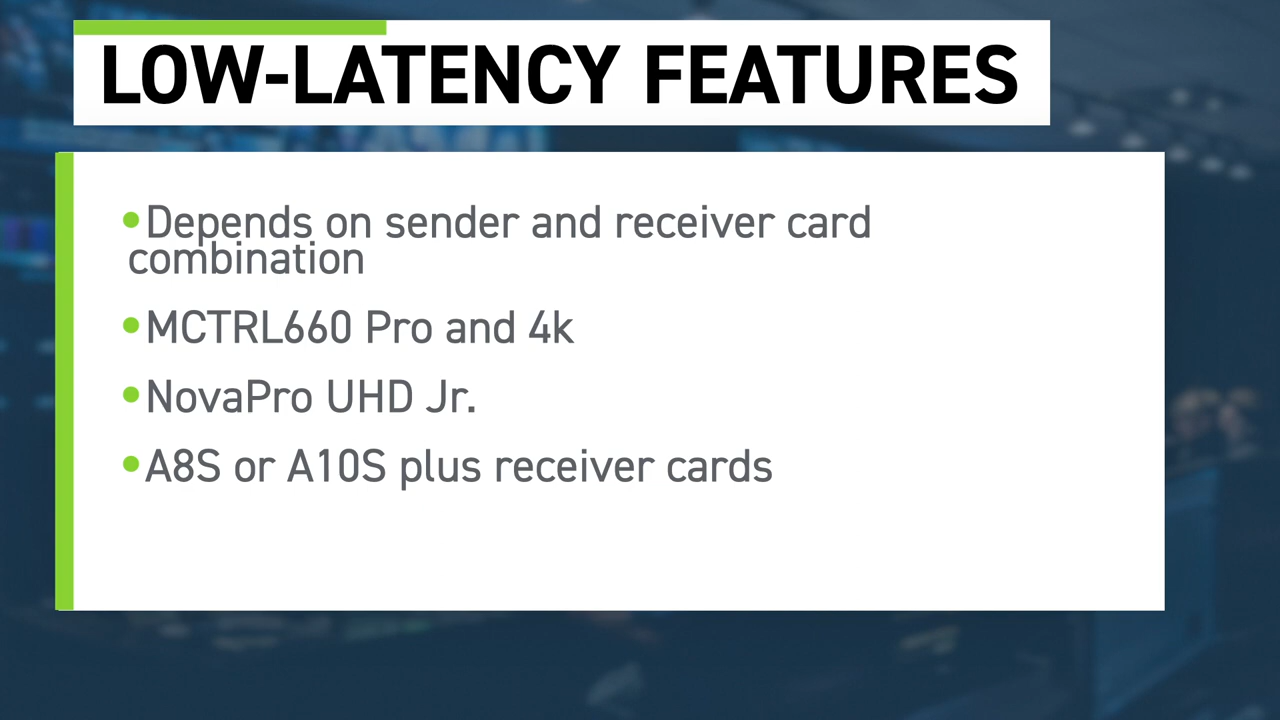 LOW-LATENCY FEATURES
•Depends on sender and receiver card
combination
•MCTRL660 Pro and 4k
•NovaPro UHD Jr.
•A8S or A10S plus receiver cards